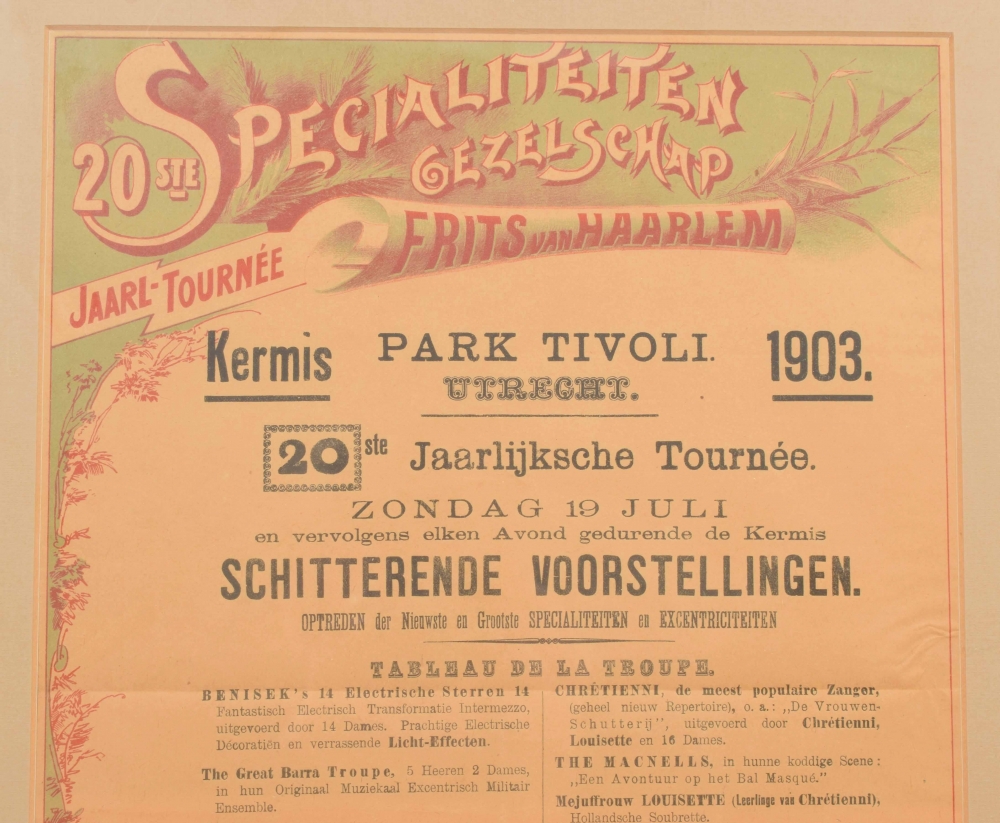 20STE SPECIALITEITEN
GEZELSCHAP
FRITS VAN HAARLEM
JAARL-TOURNÉE
Kermis PARK TIVOLI. 1903.
UTRECHT.
20ste Jaarlijksche Tournée.
ZONDAG 19 JULI
en vervolgens elken Avond gedurende de Kermis
SCHITTERENDE VOORSTELLINGEN.
OPTREDEN der Nieuwste en Grootste SPECIALITEITEN en EXCENTRICITEITEN
TABLEAU DE LA TROUPE.
BENISEK's 14 Electrische Sterren 14
Fantastisch Electrisch Transformatie Intermezzo,
uitgevoerd door 14 Dames. Prachtige Electrische
Décoratiën en verrassende Licht-Effecten.
The Great Barra Troupe, 5 Heeren 2 Dames,
in hun Originaal Muziekaal Excentrisch Militair
Ensemble.
CHRÉTIENNI, de meest populaire Zanger,
(geheel nieuw Repertoire), o. a.: ,,De Vrouwen-
Schutterij", uitgevoerd door Chrétienni,
Louisette en 16 Dames.
THE MACNELLS, in hunne koddige Scene:
,,Een Avontuur op het Bal Masqué."
Mejuffrouw LOUISETTE (Leerlinge van Chrétienni),
Hollandsche Soubrette.